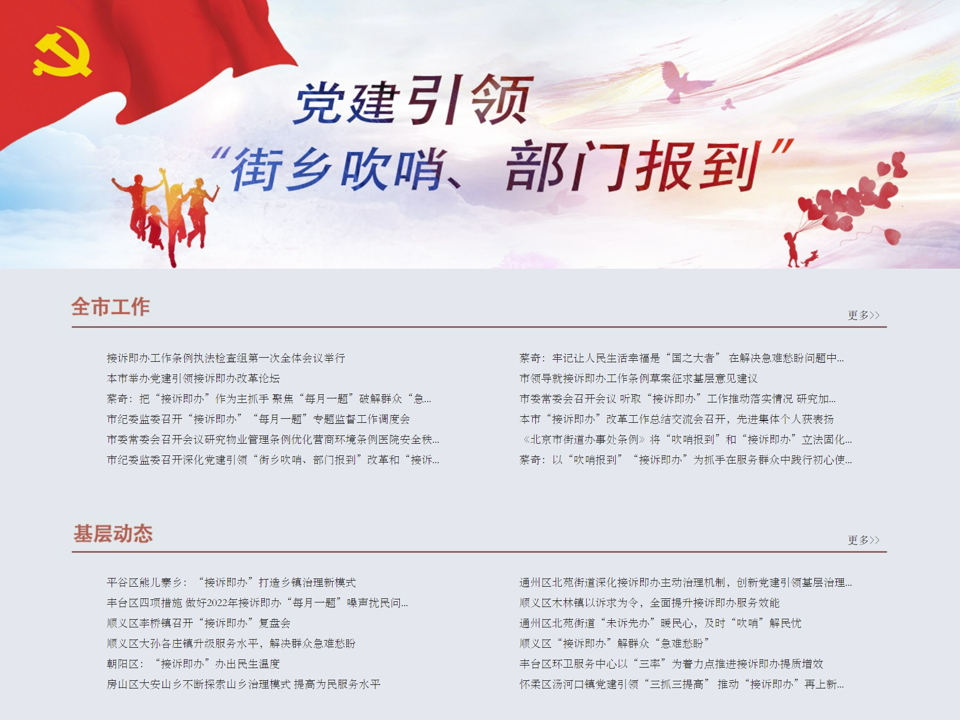 党建引领
“街乡吹哨、部门报到”
全市工作
更多>>
接诉即办工作条例执法检查组第一次全体会议举行
本市举办党建引领接诉即办改革论坛
蔡奇：把“接诉即办”作为主抓手 聚焦“每月一题”破解群众“急...
市纪委监委召开“接诉即办”“每月一题”专题监督工作调度会
市委常委会召开会议研究物业管理条例优化营商环境条例医院安全秩...
市纪委监委召开深化党建引领“街乡吹哨、部门报到”改革和“接诉...
蔡奇：牢记让人民生活幸福是“国之大者” 在解决急难愁盼问题中...
市领导就接诉即办工作条例草案征求基层意见建议
市委常委会召开会议 听取“接诉即办”工作推动落实情况 研究加...
本市“接诉即办”改革工作总结交流会召开，先进集体个人获表扬
《北京市街道办事处条例》将“吹哨报到”和“接诉即办”立法固化...
蔡奇：以“吹哨报到”“接诉即办”为抓手在服务群众中践行初心使...
基层动态
更多>>
平谷区熊儿寨乡：“接诉即办”打造乡镇治理新模式
丰台区四项措施 做好2022年接诉即办“每月一题”噪声扰民问...
顺义区李桥镇召开“接诉即办”复盘会
顺义区大孙各庄镇升级服务水平，解决群众急难愁盼
朝阳区：“接诉即办”办出民生温度
房山区大安山乡不断探索山乡治理模式 提高为民服务水平
通州区北苑街道深化接诉即办主动治理机制，创新党建引领基层治理...
顺义区木林镇以诉求为令，全面提升接诉即办服务效能
通州区北苑街道“未诉先办”暖民心，及时“吹哨”解民忧
顺义区“接诉即办”解群众“急难愁盼”
丰台区环卫服务中心以“三率”为着力点推进接诉即办提质增效
怀柔区汤河口镇党建引领“三抓三提高” 推动“接诉即办”再上新...